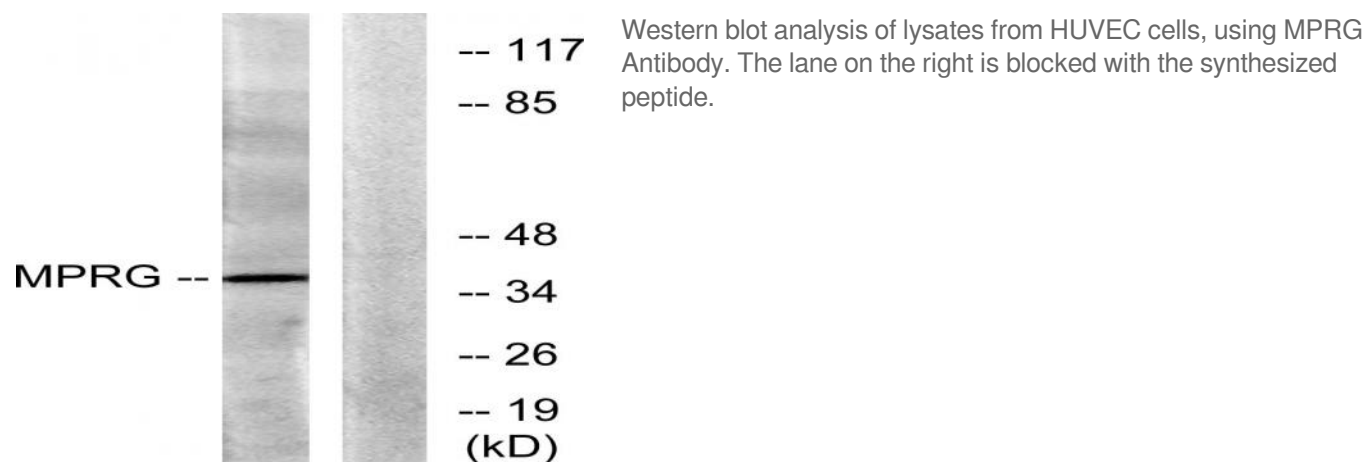 Western blot analysis of lysates from HUVEC cells, using MPRG
Antibody. The lane on the right is blocked with the synthesized
peptide.
-- 117
-- 85
-- 48
MPRG --
-- 34
-- 26
-- 19
(kD)